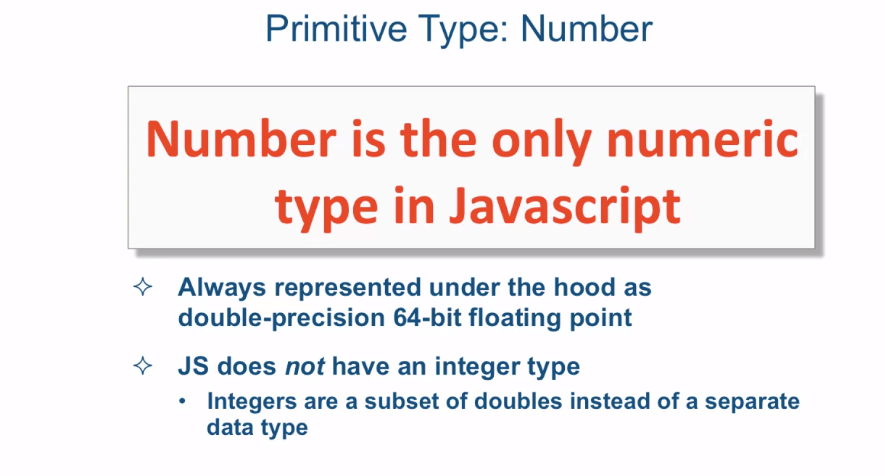 Primitive Type: Number
Number is the only numeric
type in Javascript
✧ Always represented under the hood as
double-precision 64-bit floating point
✧ JS does not have an integer type
• Integers are a subset of doubles instead of a separate
data type